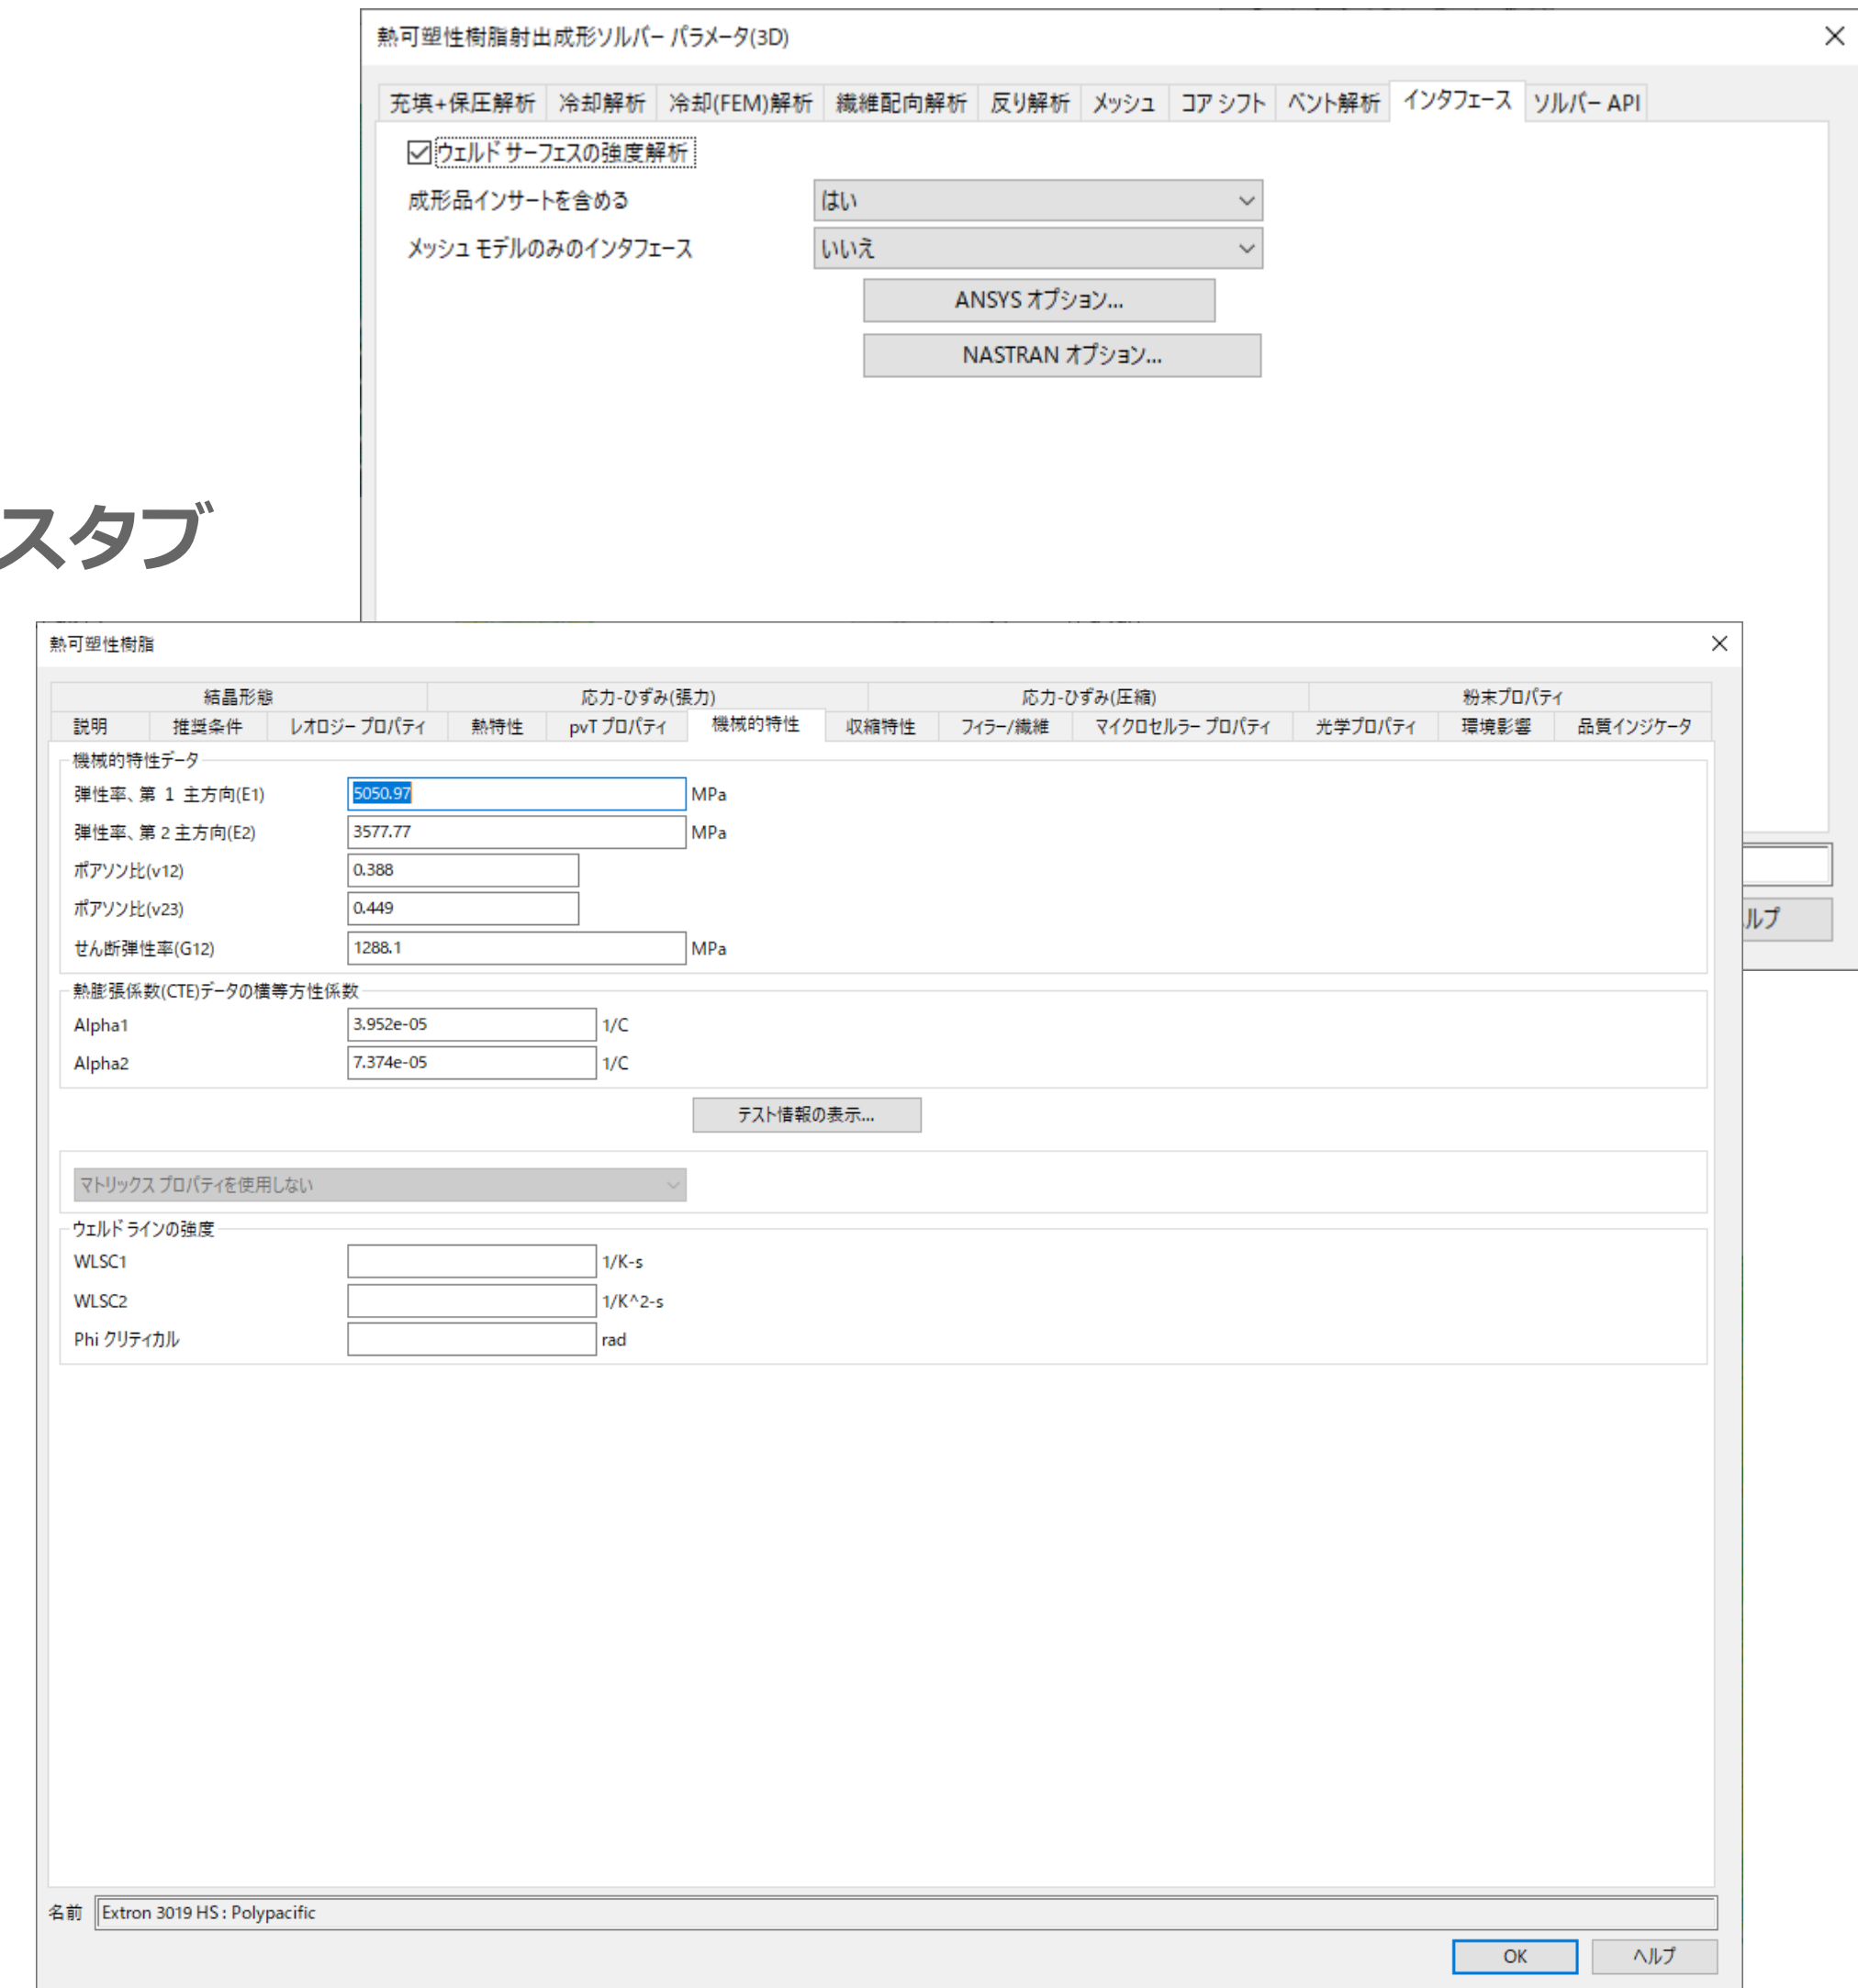 熱可塑性樹脂射出成形ソルバー パラメータ(3D)
充填+保圧解析 冷却解析 冷却(FEM)解析 繊維配向解析 反り解析 メッシュ コア シフト ベント解析 インタフェース ソルバー API
ウェルド サーフェスの強度解析
成形品インサートを含める はい
メッシュ モデルのみのインタフェース いいえ
ANSYS オプション...
NASTRAN オプション...
スタブ
ルプ
熱可塑性樹脂
結晶形態 応力-ひずみ(張力) 応力-ひずみ(圧縮) 粉末プロパティ
説明 推奨条件 レオロジー プロパティ 熱特性 pvT プロパティ 機械的特性 収縮特性 フィラー/繊維 マイクロセルラー プロパティ 光学プロパティ 環境影響 品質インジケータ
機械的特性データ
弾性率、第 1 主方向(E1) 5050.97 MPa
弾性率、第 2 主方向(E2) 3577.77 MPa
ポアソン比(v12) 0.388
ポアソン比(v23) 0.449
せん断弾性率(G12) 1288.1 MPa
熱膨張係数(CTE)データの横等方性係数
Alpha1 3.952e-05 1/C
Alpha2 7.374e-05 1/C
テスト情報の表示...
マトリックス プロパティを使用しない
ウェルド ラインの強度
WLSC1 1/K-s
WLSC2 1/K^2-s
Phi クリティカル rad
名前 Extron 3019 HS : Polypacific
OK ヘルプ